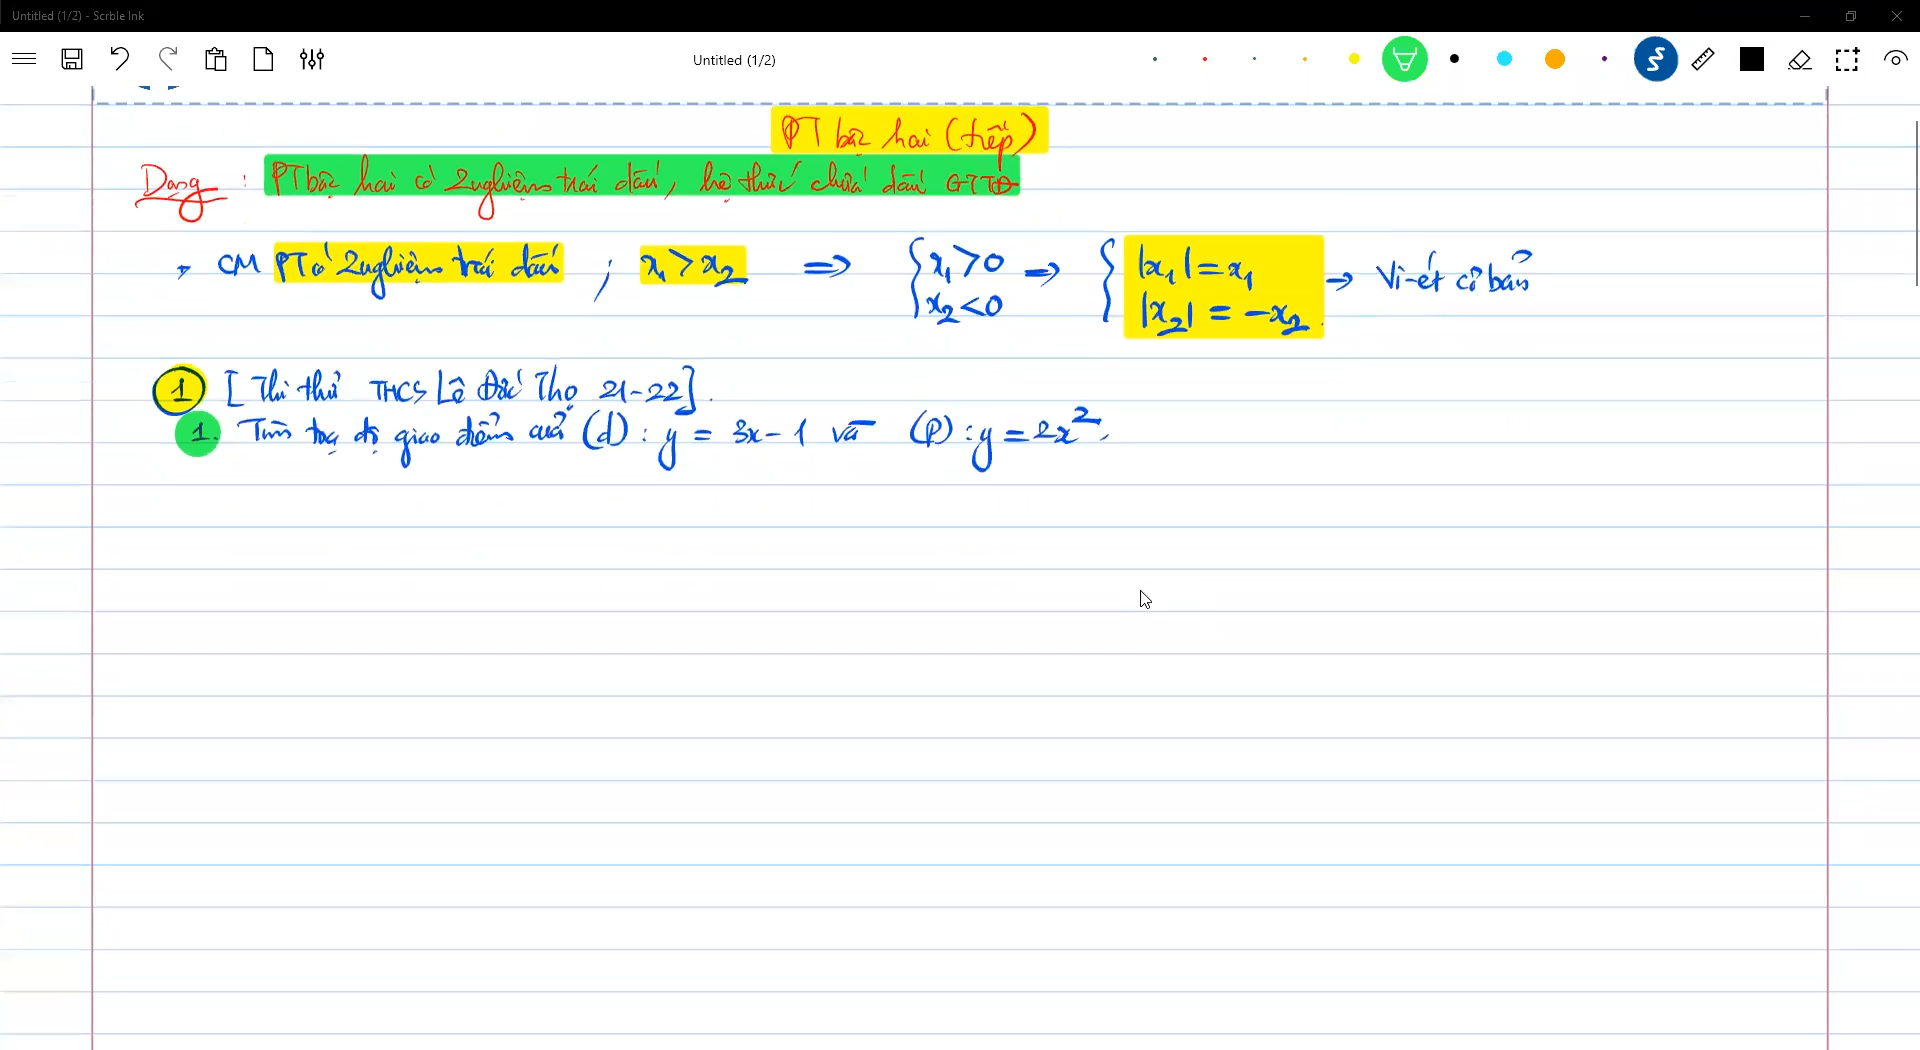 Untitled (1/2) - Scrble Ink
Untitled (1/2)
PT bậc hai (tiếp)
Dạng : PT bậc hai có 2 nghiệm trái dấu, hệ thức chứa dấu GTTĐ
CM PT có 2 nghiệm trái dấu ; x₁ > x₂ ⇒ { x₁ > 0 x₂ < 0 ⇒ { |x₁| = x₁ |x₂| = -x₂ → Vi-ét cơ bản
1 [Thi thử THCS Lê Đức Thọ 21-22].
1. Tìm toạ độ giao điểm của (d) : y = 3x - 1 và (P) : y = 2x².